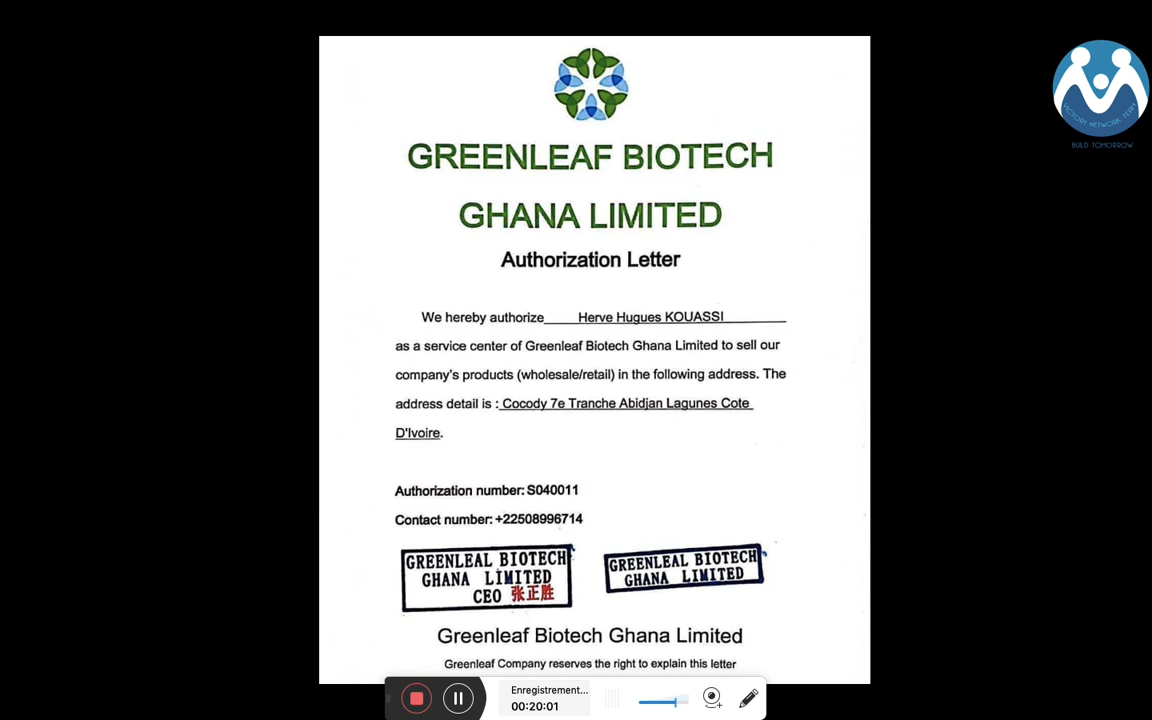 GREENLEAF BIOTECH
GHANA LIMITED
Authorization Letter
We hereby authorize Herve Hugues KOUASSI
as a service center of Greenleaf Biotech Ghana Limited to sell our
company's products (wholesale/retail) in the following address. The
address detail is : Cocody 7e Tranche Abidjan Lagunes Cote
D'Ivoire.
Authorization number: S040011
Contact number: +22508996714
GREENLEAL BIOTECH
GHANA LIMITED
CEO 张正胜
GREENLEAL BIOTECH
GHANA LIMITED
Greenleaf Biotech Ghana Limited
Greenleaf Company reserves the right to explain this letter
VICTORY NETWORK TEAM
BUILD TOMORROW
Enregistrement...
00:20:01